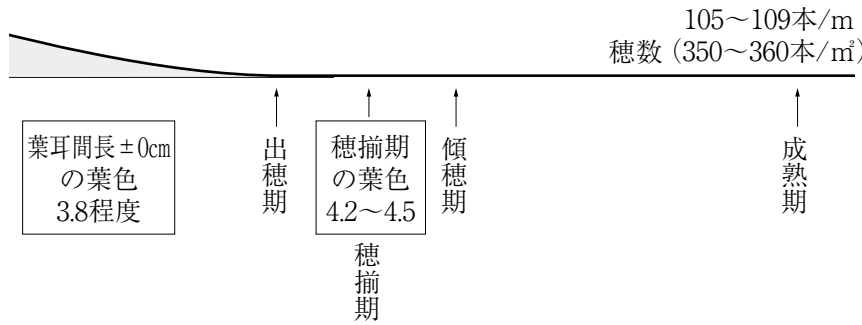 105～109本/m
穂数（350～360本/㎡）
葉耳間長±0cm
の葉色
3.8程度
出穂期
穂揃期
の葉色
4.2～4.5
穂揃期
傾穂期
成熟期